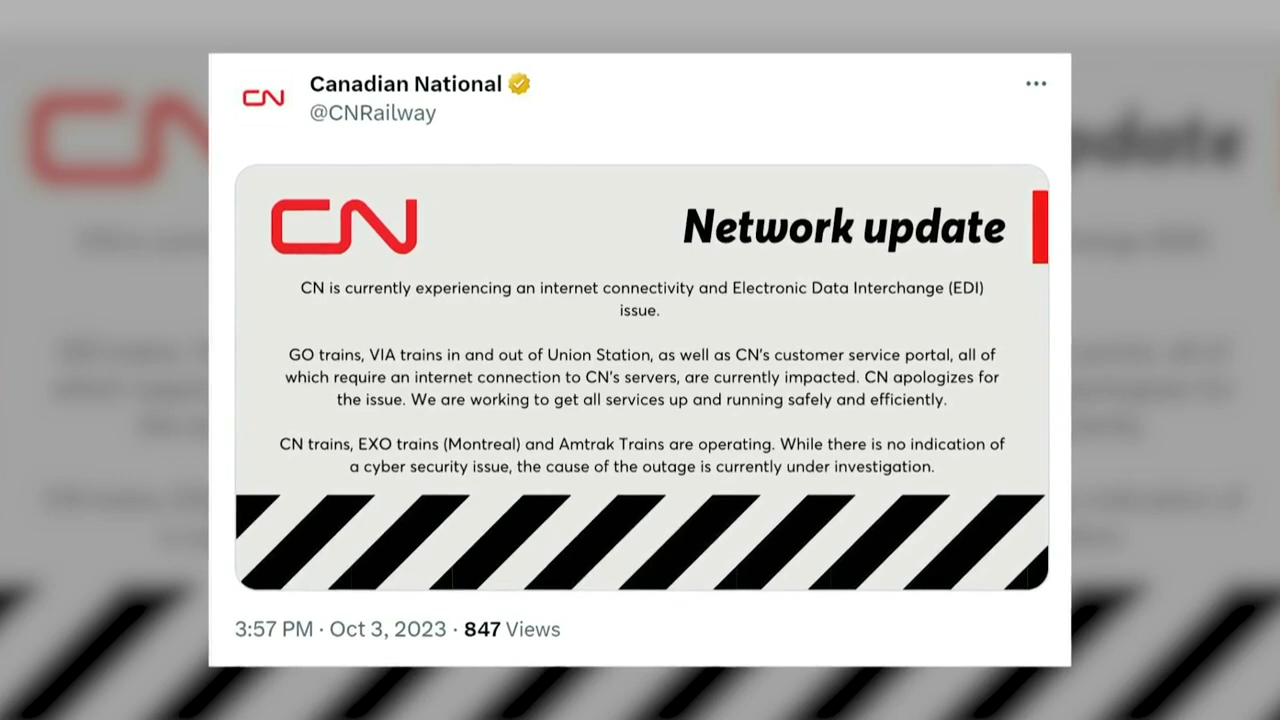 CN
Canadian National
@CNRailway
CN
Network update
CN is currently experiencing an internet connectivity and Electronic Data Interchange (EDI)
issue.
GO trains, VIA trains in and out of Union Station, as well as CN's customer service portal, all of
which require an internet connection to CN's servers, are currently impacted. CN apologizes for
the issue. We are working to get all services up and running safely and efficiently.
CN trains, EXO trains (Montreal) and Amtrak Trains are operating. While there is no indication of
a cyber security issue, the cause of the outage is currently under investigation.
3:57 PM · Oct 3, 2023 · 847 Views